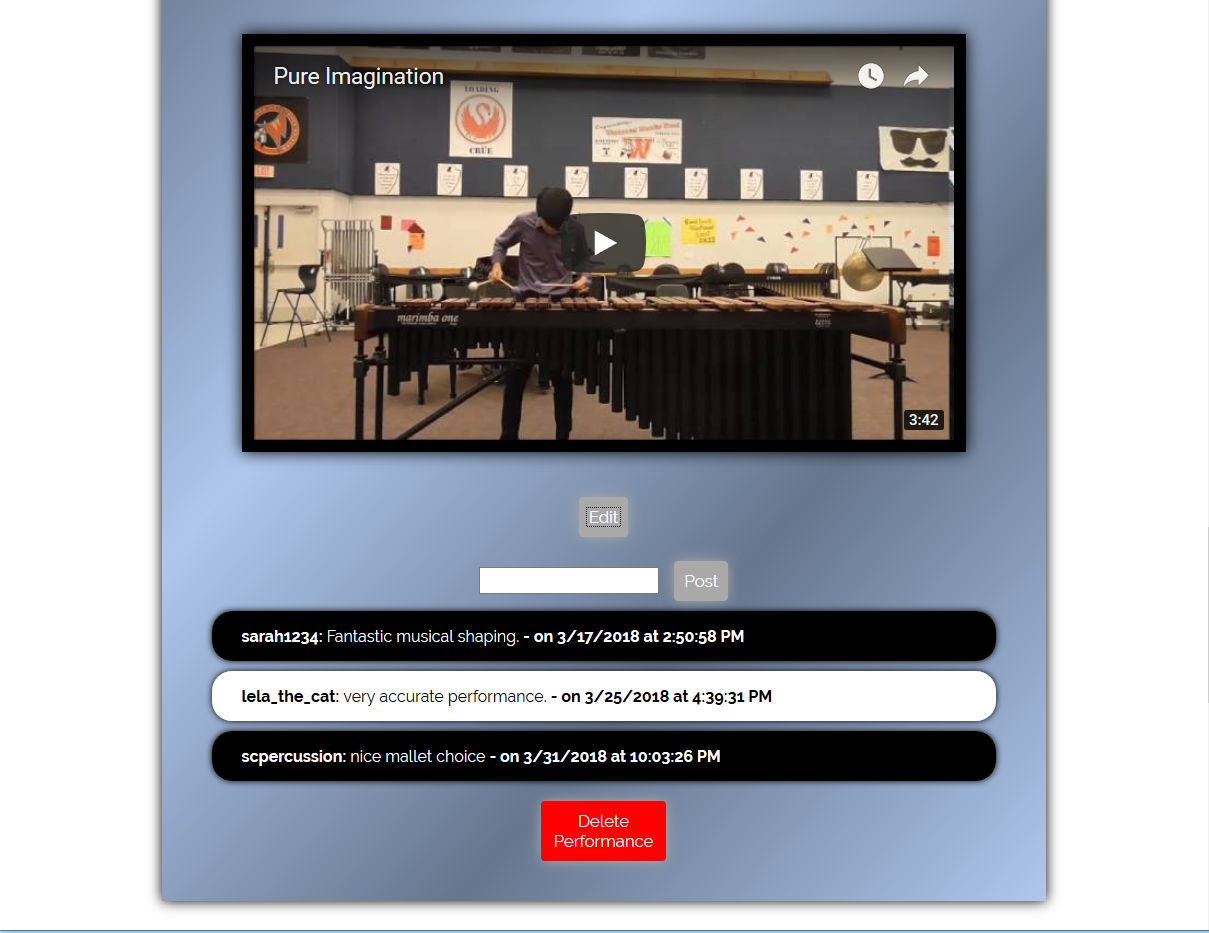 Pure Imagination
LOADING
CRUE
W
marimba one
3:42
Edit
Post
sarah1234: Fantastic musical shaping. - on 3/17/2018 at 2:50:58 PM
lela_the_cat: very accurate performance. - on 3/25/2018 at 4:39:31 PM
scpercussion: nice mallet choice - on 3/31/2018 at 10:03:26 PM
Delete
Performance